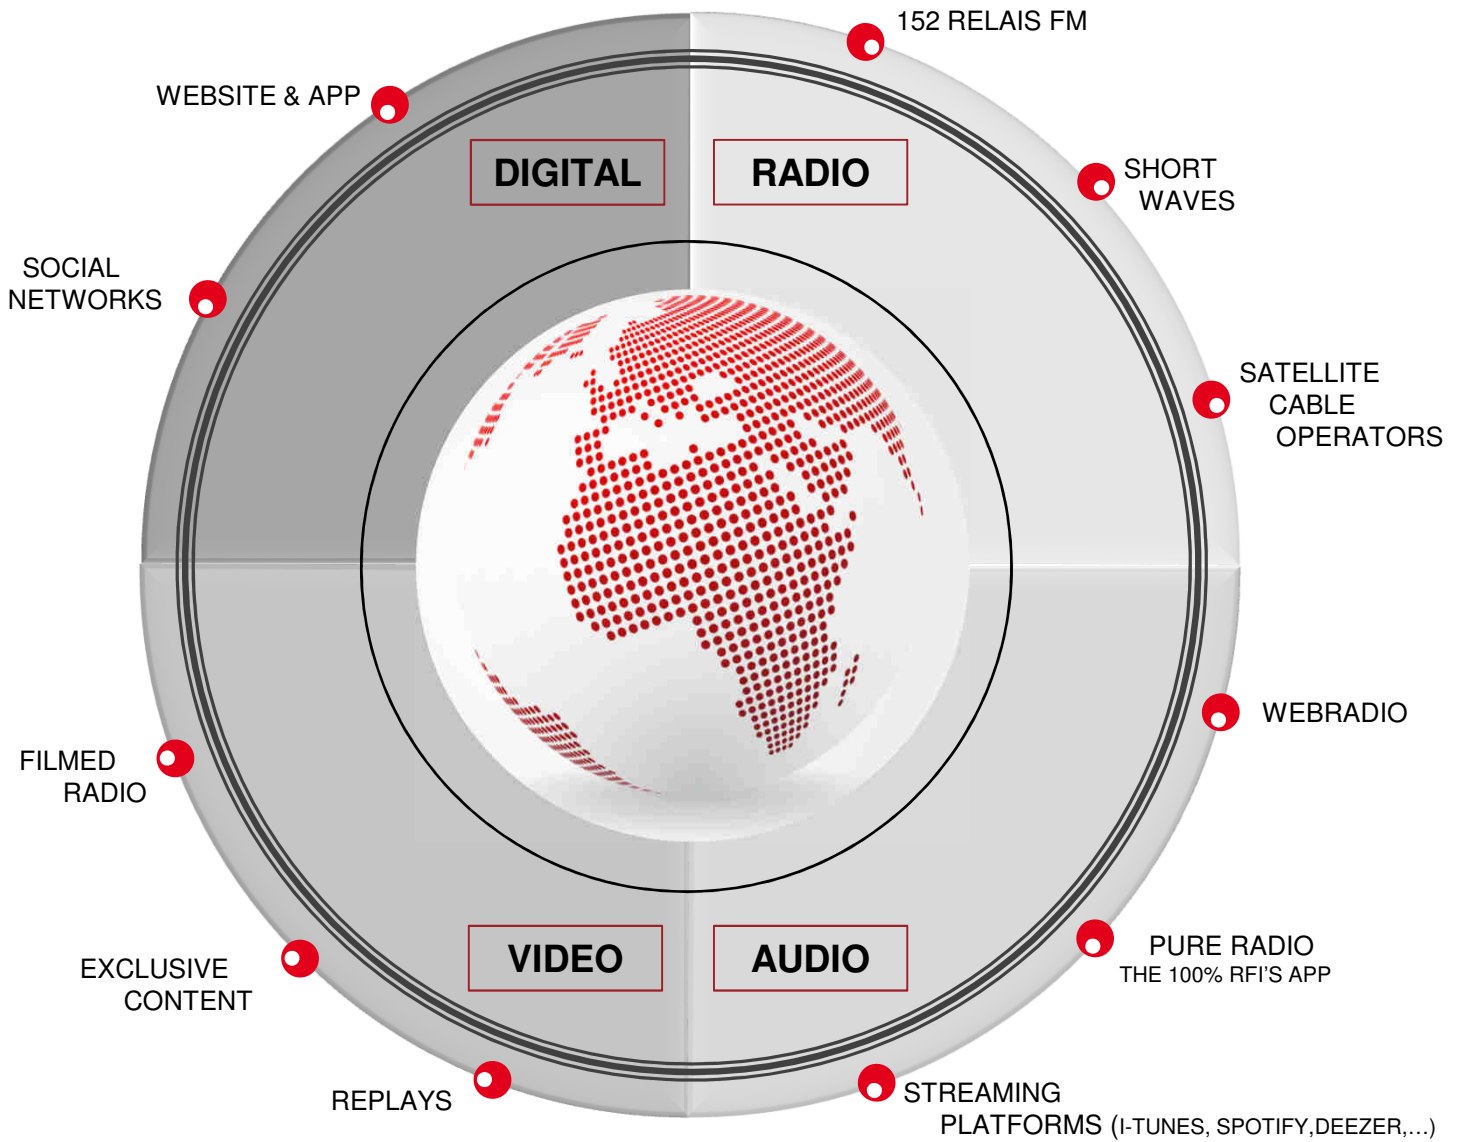 152 RELAIS FM
WEBSITE & APP
DIGITAL
RADIO
SHORT
WAVES
SOCIAL
NETWORKS
SATELLITE
CABLE
OPERATORS
WEBRADIO
FILMED
RADIO
VIDEO
AUDIO
PURE RADIO
THE 100% RFI'S APP
EXCLUSIVE
CONTENT
REPLAYS
STREAMING
PLATFORMS (I-TUNES, SPOTIFY,DEEZER,...)